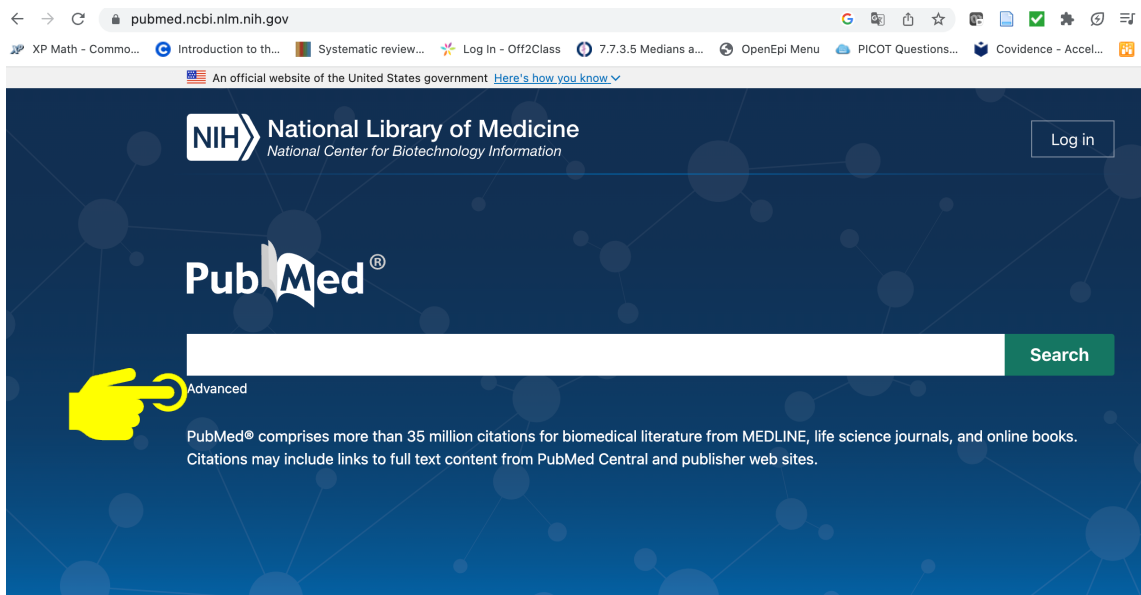 pubmed.ncbi.nlm.nih.gov
XP Math - Commo... Introduction to th... Systematic review... Log In - Off2Class 7.7.3.5 Medians a... OpenEpi Menu PICOT Questions... Covidence - Accel...
An official website of the United States government Here's how you know
NIH National Library of Medicine
National Center for Biotechnology Information
Log in
PubMed®
Search
Advanced
PubMed® comprises more than 35 million citations for biomedical literature from MEDLINE, life science journals, and online books.
Citations may include links to full text content from PubMed Central and publisher web sites.